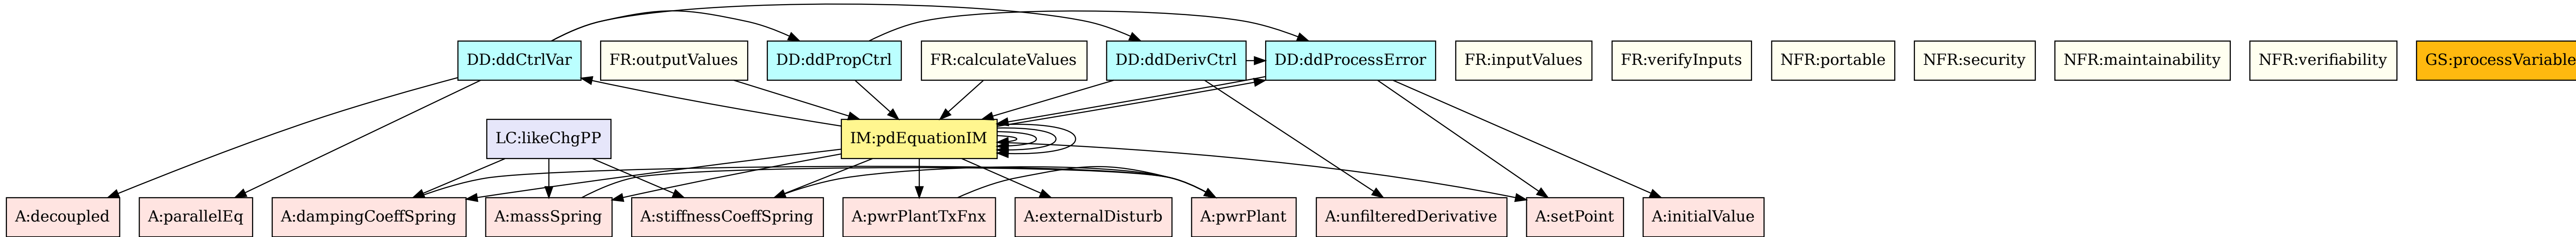 DD:ddCtrlVar
FR:outputValues
DD:ddPropCtrl
FR:calculateValues
DD:ddDerivCtrl
DD:ddProcessError
FR:inputValues
FR:verifyInputs
NFR:portable
NFR:security
NFR:maintainability
NFR:verifiability
GS:processVariable
LC:likeChgPP
IM:pdEquationIM
A:decoupled
A:parallelEq
A:dampingCoeffSpring
A:massSpring
A:stiffnessCoeffSpring
A:pwrPlantTxFnx
A:externalDisturb
A:pwrPlant
A:unfilteredDerivative
A:setPoint
A:initialValue